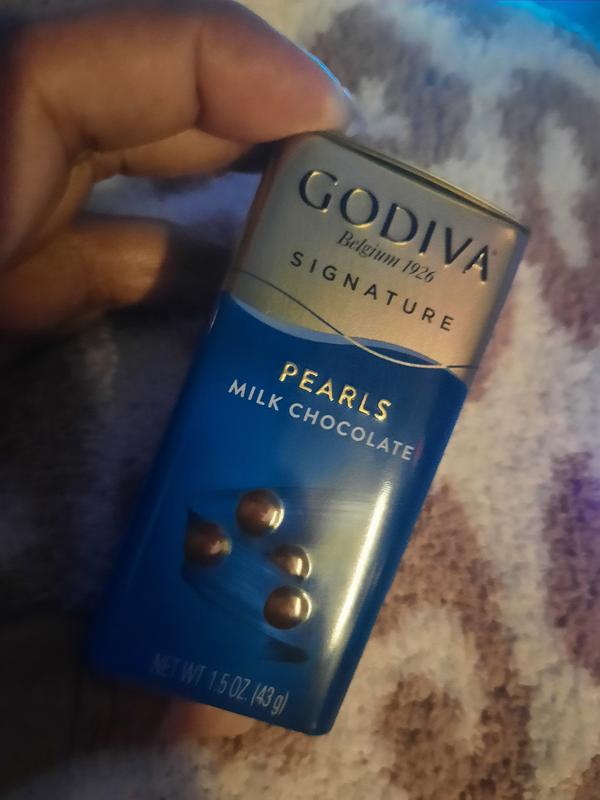 GODIVA
Belgium 1926
SIGNATURE
PEARLS
MILK CHOCOLATE
NET WT 1.5 OZ. (43 g)